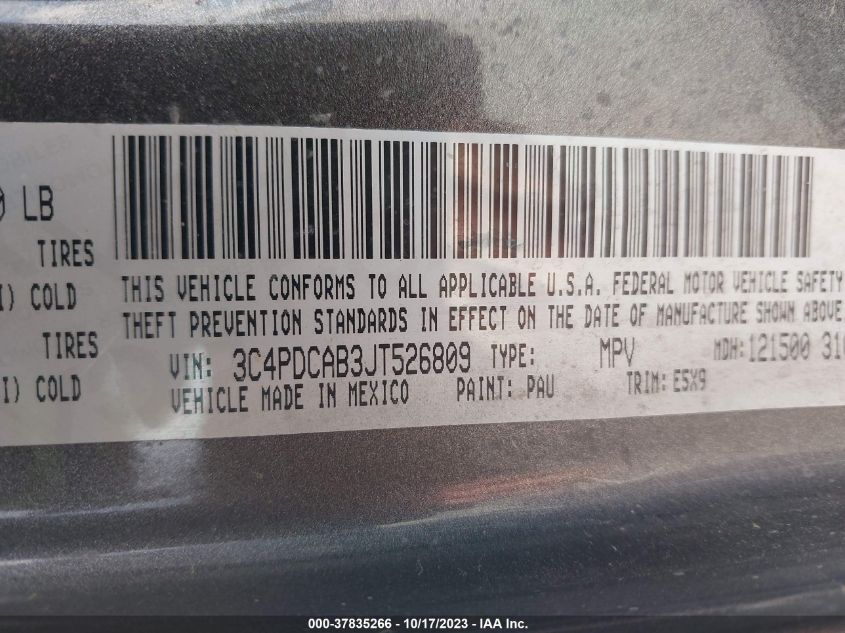 0 LB
TIRES
I) COLD
TIRES
I) COLD
THIS VEHICLE CONFORMS TO ALL APPLICABLE U.S.A. FEDERAL MOTOR VEHICLE SAFETY
THEFT PREVENTION STANDARDS IN EFFECT ON THE DATE OF MANUFACTURE SHOWN ABOVE
VIN: 3C4PDCAB3JT526809 TYPE: MPV MDH: 121500 310
VEHICLE MADE IN MEXICO PAINT: PAU TRIM: E5X9
000-37835266 - 10/17/2023 - IAA Inc.